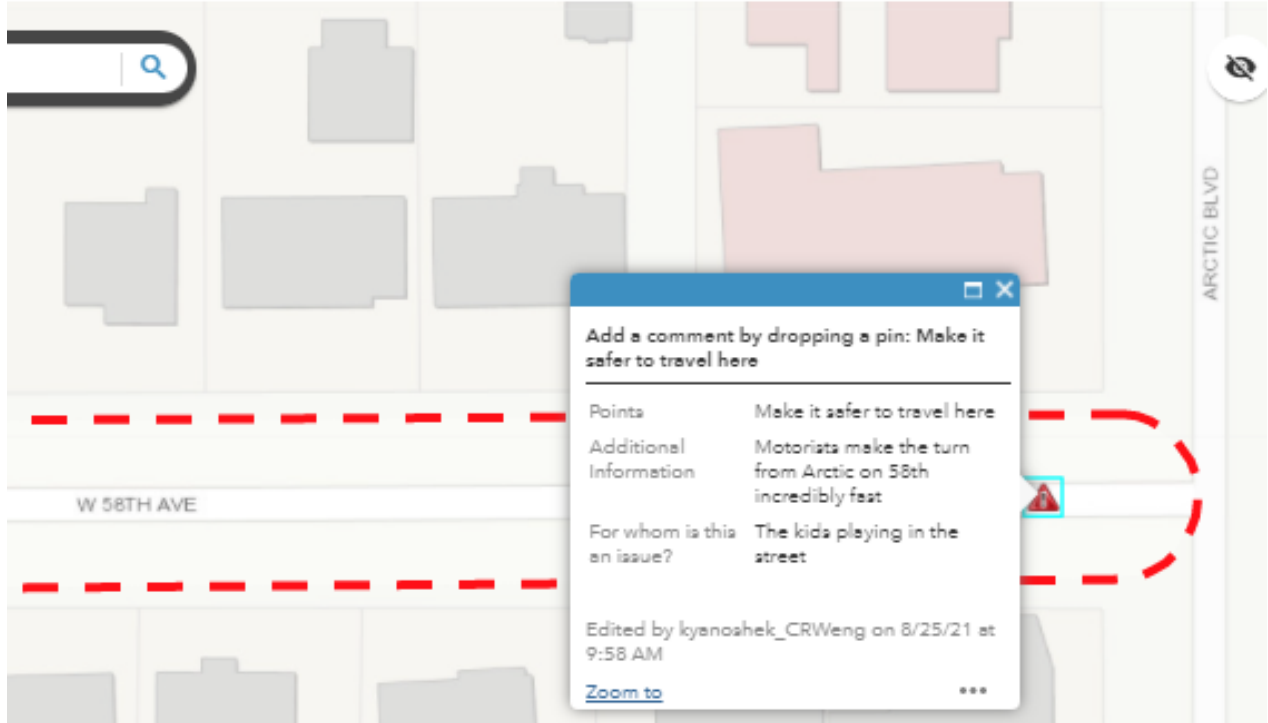 ARCTIC BLVD
Add a comment by dropping a pin: Make it
safer to travel here
Points Make it safer to travel here
Additional Information Motorists make the turn
from Arctic on 58th
incredibly fast
For whom is this an issue? The kids playing in the
street
W 58TH AVE
Edited by kyanoshek_CRWeng on 8/25/21 at
9:58 AM
Zoom to